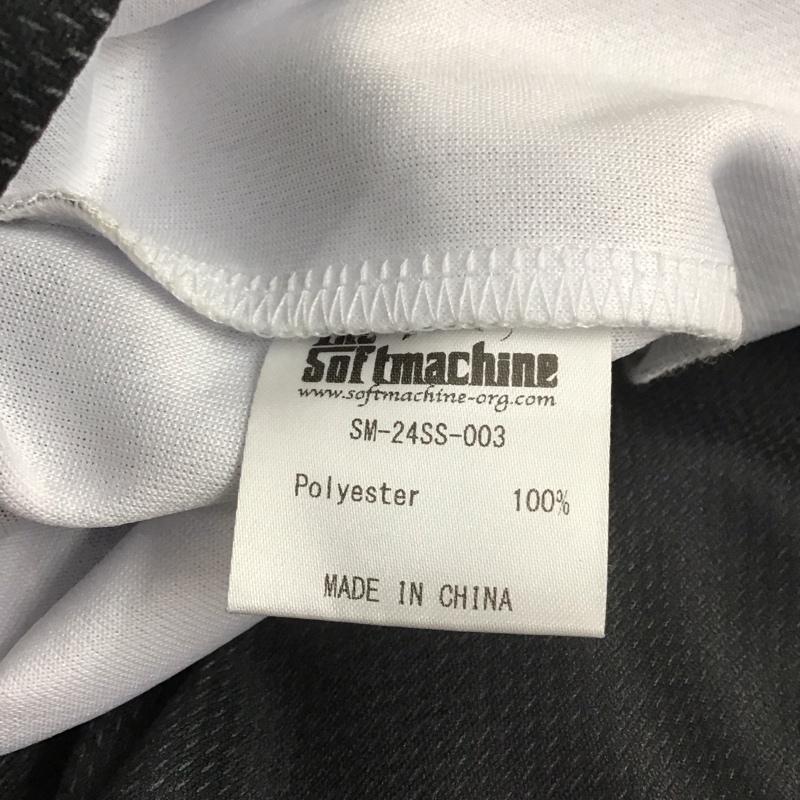 Softmachine
www.softmachine-org.com
SM-24SS-003
Polyester 100%
MADE IN CHINA